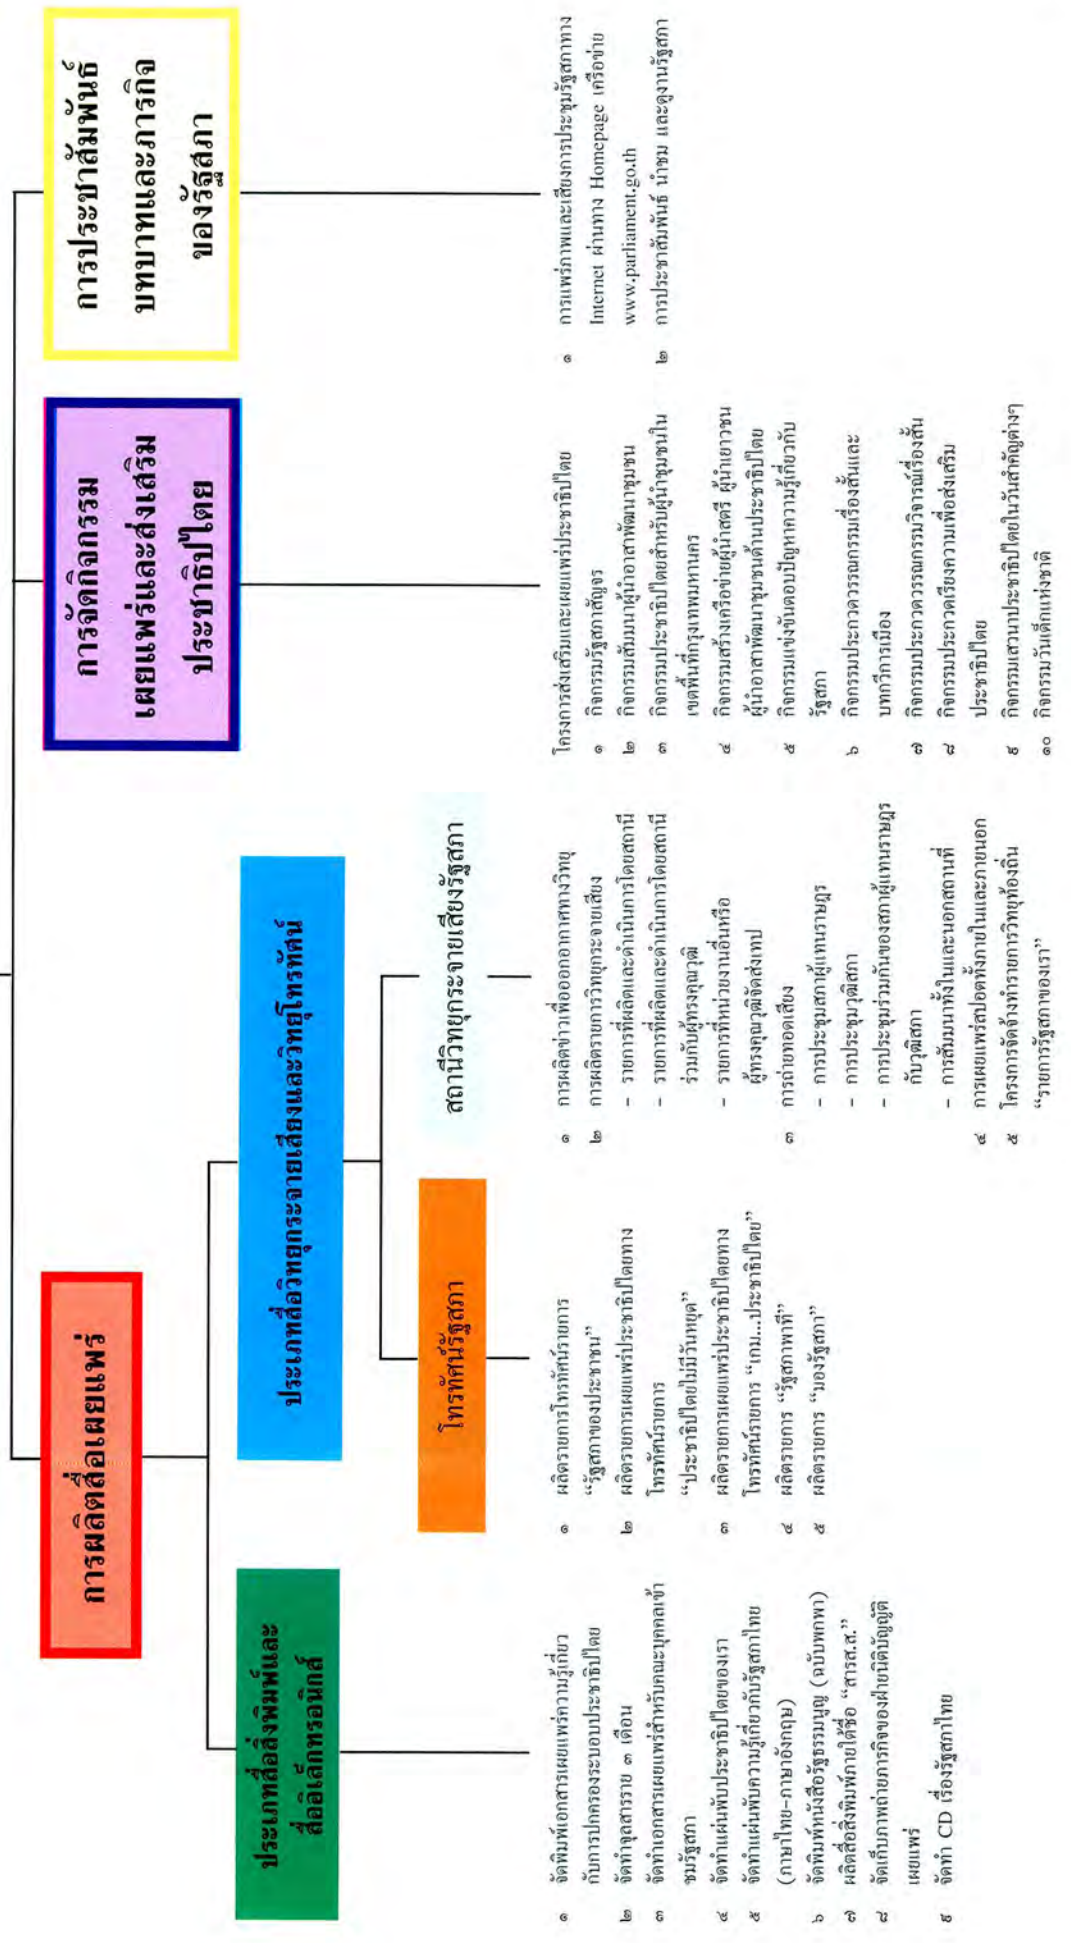 การผลิตสื่อเผยแพร่
การจัดกิจกรรม
เผยแพร่และส่งเสริม
ประชาธิปไตย
การประชาสัมพันธ์
บทบาทและภารกิจ
ของรัฐสภา
ประเภทสื่อสิ่งพิมพ์และ
สื่ออิเล็กทรอนิกส์
ประเภทสื่อวิทยุกระจายเสียงและวิทยุโทรทัศน์
โทรทัศน์รัฐสภา
สถานีวิทยุกระจายเสียงรัฐสภา
๑ จัดพิมพ์เอกสารเผยแพร่ความรู้เกี่ยว
กับการปกครองระบอบประชาธิปไตย
๒ จัดทำจุลสารราย ๓ เดือน
๓ จัดทำเอกสารเผยแพร่สำหรับคณะบุคคลเข้า
ชมรัฐสภา
๔ จัดทำแผ่นพับประชาธิปไตยของเรา
๕ จัดทำแผ่นพับความรู้เกี่ยวกับรัฐสภาไทย
(ภาษาไทย-ภาษาอังกฤษ)
๖ จัดพิมพ์หนังสือรัฐธรรมนูญ (ฉบับพกพา)
๗ ผลิตสื่อสิ่งพิมพ์ภายใต้ชื่อ “สารส.ส.”
๘ จัดเก็บภาพถ่ายภารกิจของฝ่ายนิติบัญญัติ
เผยแพร่
๙ จัดทำ CD เรื่องรัฐสภาไทย
๑ ผลิตรายการโทรทัศน์รายการ
“รัฐสภาของประชาชน”
๒ ผลิตรายการเผยแพร่ประชาธิปไตยทาง
โทรทัศน์รายการ
“ประชาธิปไตยไม่มีวันหยุด”
๓ ผลิตรายการเผยแพร่ประชาธิปไตยทาง
โทรทัศน์รายการ “เกม...ประชาธิปไตย”
๔ ผลิตรายการ “รัฐสภาพาที”
๕ ผลิตรายการ “มองรัฐสภา”
๑ การผลิตข่าวเพื่อออกอากาศทางวิทยุ
๒ การผลิตรายการวิทยุกระจายเสียง
- รายการที่ผลิตและดำเนินการโดยสถานี
- รายการที่ผลิตและดำเนินการโดยสถานี
ร่วมกับผู้ทรงคุณวุฒิ
- รายการที่หน่วยงานอื่นหรือ
ผู้ทรงคุณวุฒิจัดส่งเทป
๓ การถ่ายทอดเสียง
- การประชุมสภาผู้แทนราษฎร
- การประชุมวุฒิสภา
- การประชุมร่วมกันของสภาผู้แทนราษฎร
กับวุฒิสภา
- การสัมมนาทั้งในและนอกสถานที่
๔ การเผยแพร่สปอตทั้งภายในและภายนอก
๕ โครงการจัดจ้างทำรายการวิทยุท้องถิ่น
“รายการรัฐสภาของเรา”
โครงการส่งเสริมและเผยแพร่ประชาธิปไตย
๑ กิจกรรมรัฐสภาสัญจร
๒ กิจกรรมสัมมนาผู้นำอาสาพัฒนาชุมชน
๓ กิจกรรมประชาธิปไตยสำหรับผู้นำชุมชนใน
เขตพื้นที่กรุงเทพมหานคร
๔ กิจกรรมสร้างเครือข่ายผู้นำสตรี ผู้นำเยาวชน
ผู้นำอาสาพัฒนาชุมชนด้านประชาธิปไตย
๕ กิจกรรมแข่งขันตอบปัญหาความรู้เกี่ยวกับ
รัฐสภา
๖ กิจกรรมประกวดวรรณกรรมเรื่องสั้นและ
บทกวีการเมือง
๗ กิจกรรมประกวดวรรณกรรมวิจารณ์เรื่องสั้น
๘ กิจกรรมประกวดเรียงความเพื่อส่งเสริม
ประชาธิปไตย
๙ กิจกรรมเสวนาประชาธิปไตยในวันสำคัญต่างๆ
๑๐ กิจกรรมวันเด็กแห่งชาติ
๑ การแพร่ภาพและเสียงการประชุมรัฐสภาทาง
Internet ผ่านทาง Homepage เครือข่าย
www.parliament.go.th
๒ การประชาสัมพันธ์ นำชม และดูงานรัฐสภา